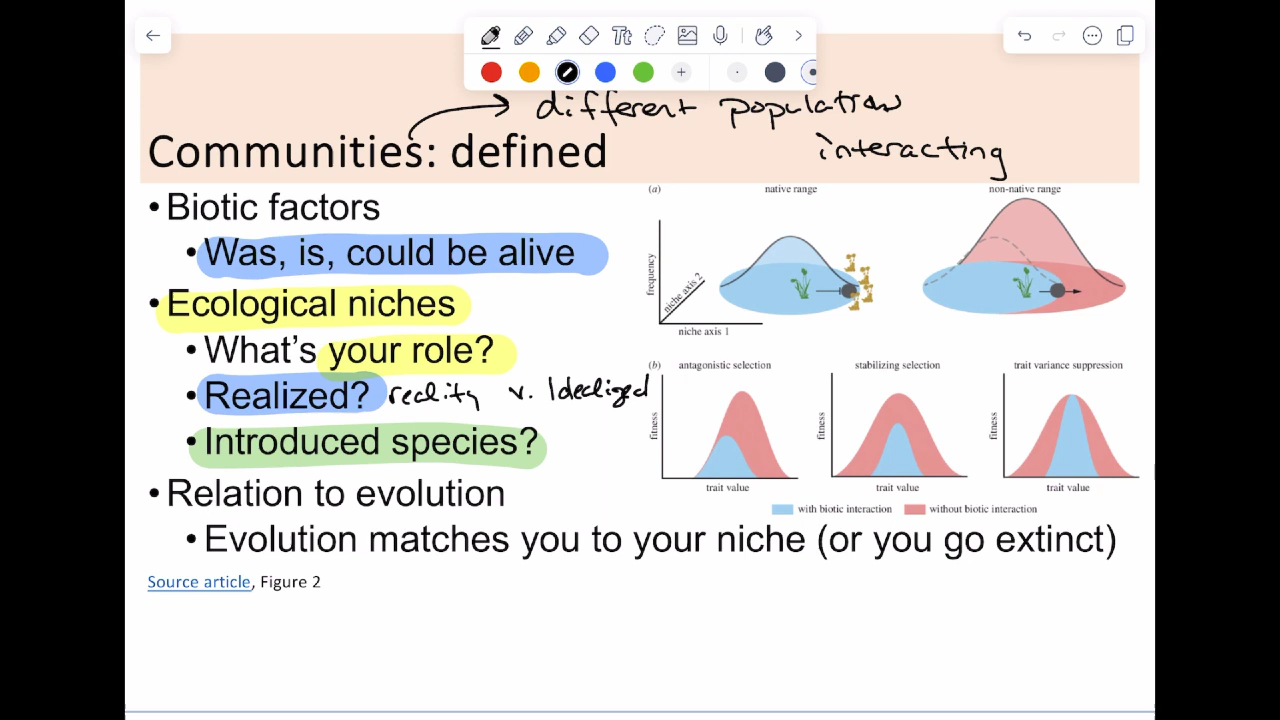 Tt
different population
interacting
Communities: defined
• Biotic factors
• Was, is, could be alive
• Ecological niches
• What's your role?
• Realized? reality v. Idealized
• Introduced species?
• Relation to evolution
• Evolution matches you to your niche (or you go extinct)
Source article, Figure 2
(a) native range non-native range
frequency
niche axis 2
niche axis 1
(b) antagonistic selection stabilizing selection trait variance suppression
fitness fitness fitness
trait value trait value trait value
with biotic interaction without biotic interaction